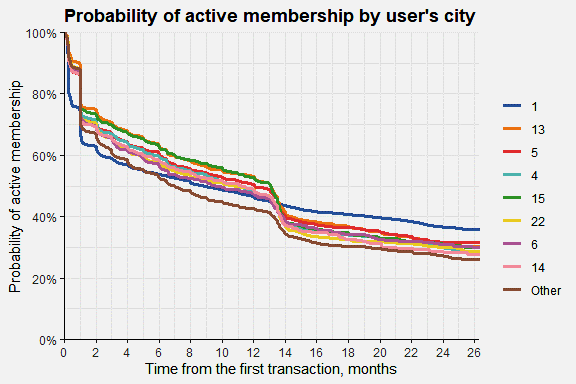 Probability of active membership by user's city
Probability of active membership
100%
80%
60%
40%
20%
0%
0 2 4 6 8 10 12 14 16 18 20 22 24 26
Time from the first transaction, months
1
13
5
4
15
22
6
14
Other